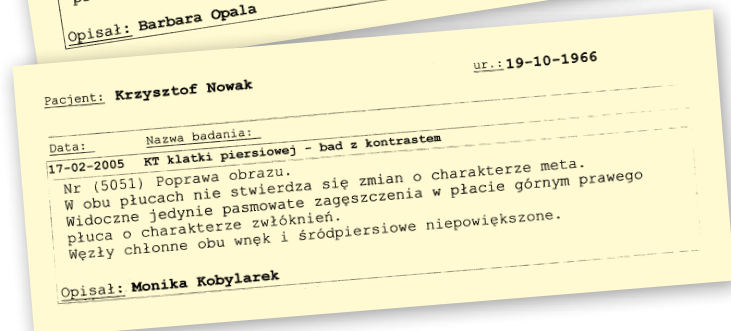 Opisał: Barbara Opala
Pacjent: Krzysztof Nowak ur.: 19-10-1966
Data: Nazwa badania:
17-02-2005 KT klatki piersiowej - bad z kontrastem
Nr (5051) Poprawa obrazu.
W obu płucach nie stwierdza się zmian o charakterze meta.
Widoczne jedynie pasmowate zagęszczenia w płacie górnym prawego
płuca o charakterze zwłóknień.
Węzły chłonne obu wnęk i śródpiersiowe niepowiększone.
Opisał: Monika Kobylarek